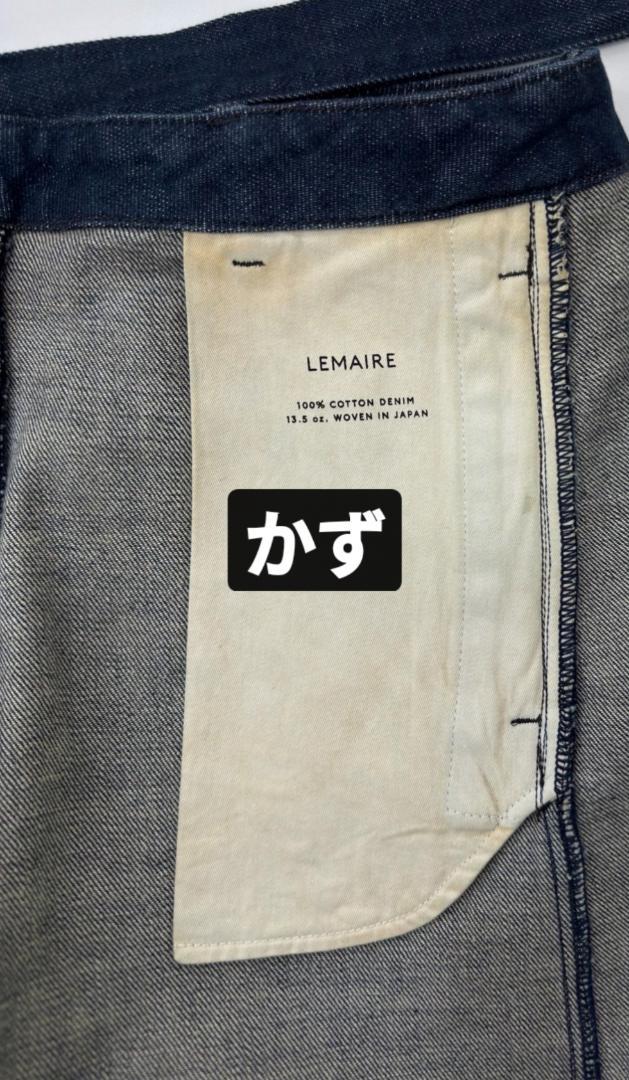 LEMAIRE
100% COTTON DENIM
13.5 oz. WOVEN IN JAPAN
かず